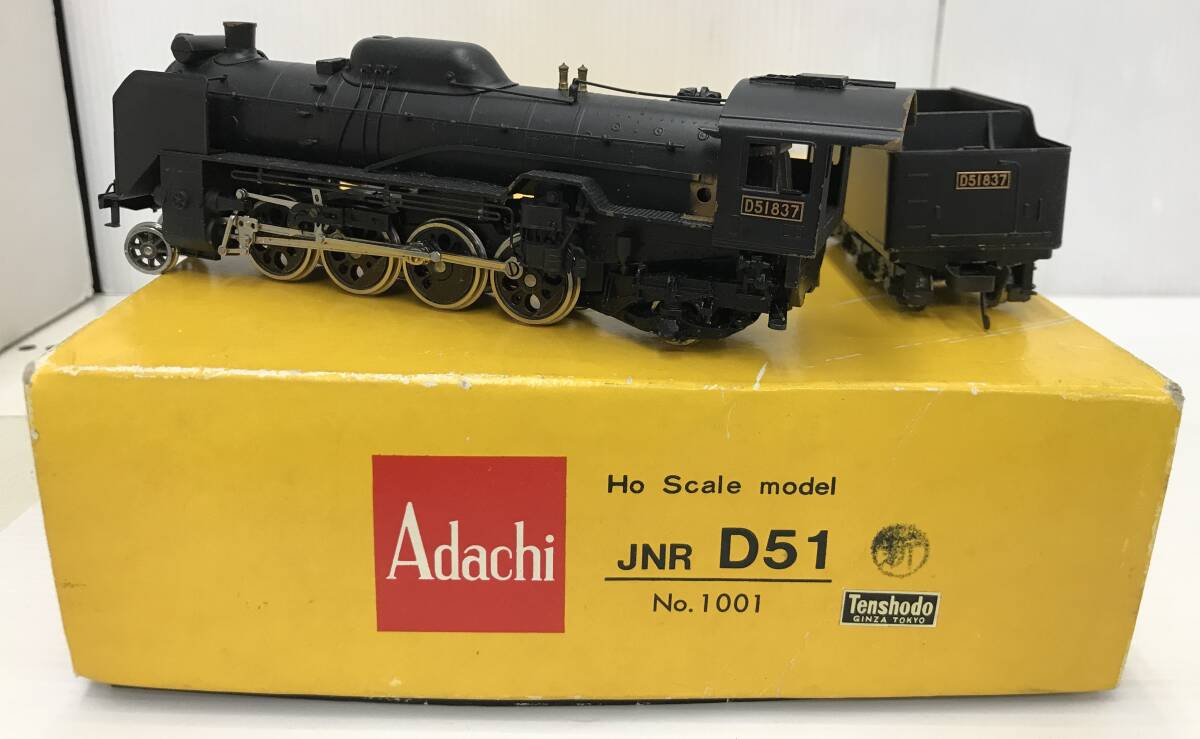 D51837
D51837
Adachi
Ho Scale model
JNR D51
No.1001
Tenshodo
GINZA TOKYO